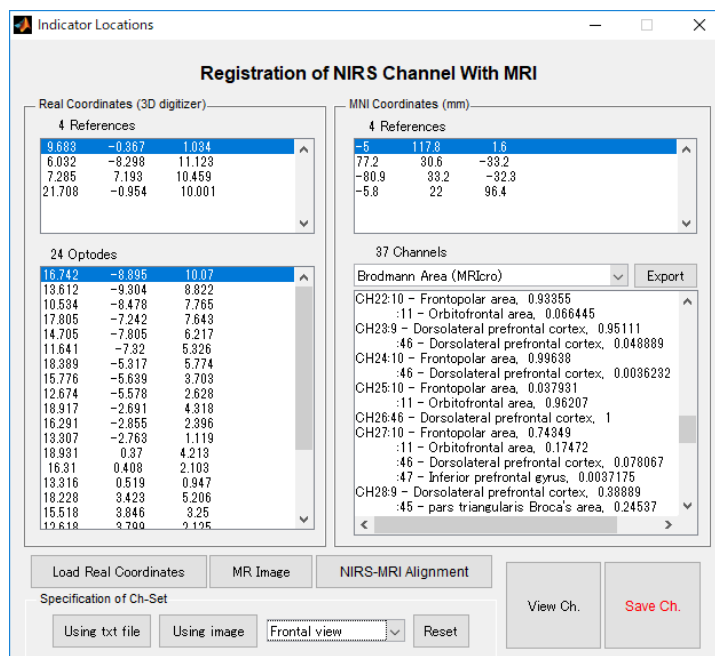 Indicator Locations
Registration of NIRS Channel With MRI
Real Coordinates (3D digitizer)
4 References
9.683 -0.367 1.034
6.032 -8.298 11.123
7.285 7.193 10.459
21.708 -0.954 10.001
24 Optodes
16.742 -8.895 10.07
13.612 -9.304 8.822
10.534 -8.478 7.765
17.805 -7.242 7.643
14.705 -7.805 6.217
11.641 -7.32 5.326
18.389 -5.317 5.774
15.776 -5.639 3.703
12.674 -5.578 2.628
18.917 -2.691 4.318
16.291 -2.855 2.396
13.307 -2.763 1.119
18.931 0.37 4.213
16.31 0.408 2.103
13.316 0.519 0.947
18.228 3.423 5.206
15.518 3.846 3.25
12.618 3.799 2.125
MNI Coordinates (mm)
4 References
-5 117.8 1.6
77.2 30.6 -33.2
-80.9 33.2 -32.3
-5.8 22 96.4
37 Channels
Brodmann Area (MRIcro)
Export
CH22:10 - Frontopolar area, 0.93355
:11 - Orbitofrontal area, 0.066445
CH23:9 - Dorsolateral prefrontal cortex, 0.95111
:46 - Dorsolateral prefrontal cortex, 0.048889
CH24:10 - Frontopolar area, 0.99638
:46 - Dorsolateral prefrontal cortex, 0.0036232
CH25:10 - Frontopolar area, 0.037931
:11 - Orbitofrontal area, 0.96207
CH26:46 - Dorsolateral prefrontal cortex, 1
CH27:10 - Frontopolar area, 0.74349
:11 - Orbitofrontal area, 0.17472
:46 - Dorsolateral prefrontal cortex, 0.078067
:47 - Inferior prefrontal gyrus, 0.0037175
CH28:9 - Dorsolateral prefrontal cortex, 0.38889
:45 - pars triangularis Broca's area, 0.24537
Load Real Coordinates
MR Image
NIRS-MRI Alignment
Specification of Ch-Set
Using txt file
Using image
Frontal view
Reset
View Ch.
Save Ch.